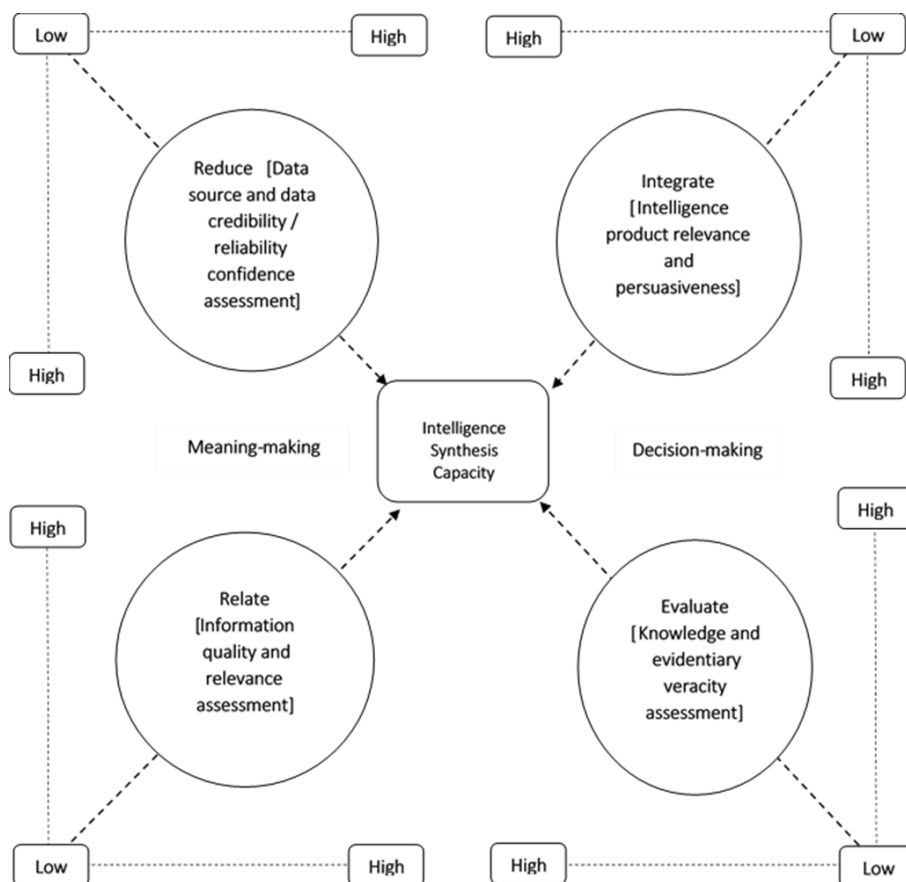 Low
High
High
Low
Reduce [Data
source and data
credibility /
reliability
confidence
assessment]
Integrate
[Intelligence
product relevance
and
persuasiveness]
High
High
Intelligence
Synthesis
Capacity
Meaning-making
Decision-making
High
High
Relate
[Information
quality and
relevance
assessment]
Evaluate
[Knowledge and
evidentiary
veracity
assessment]
Low
High
High
Low